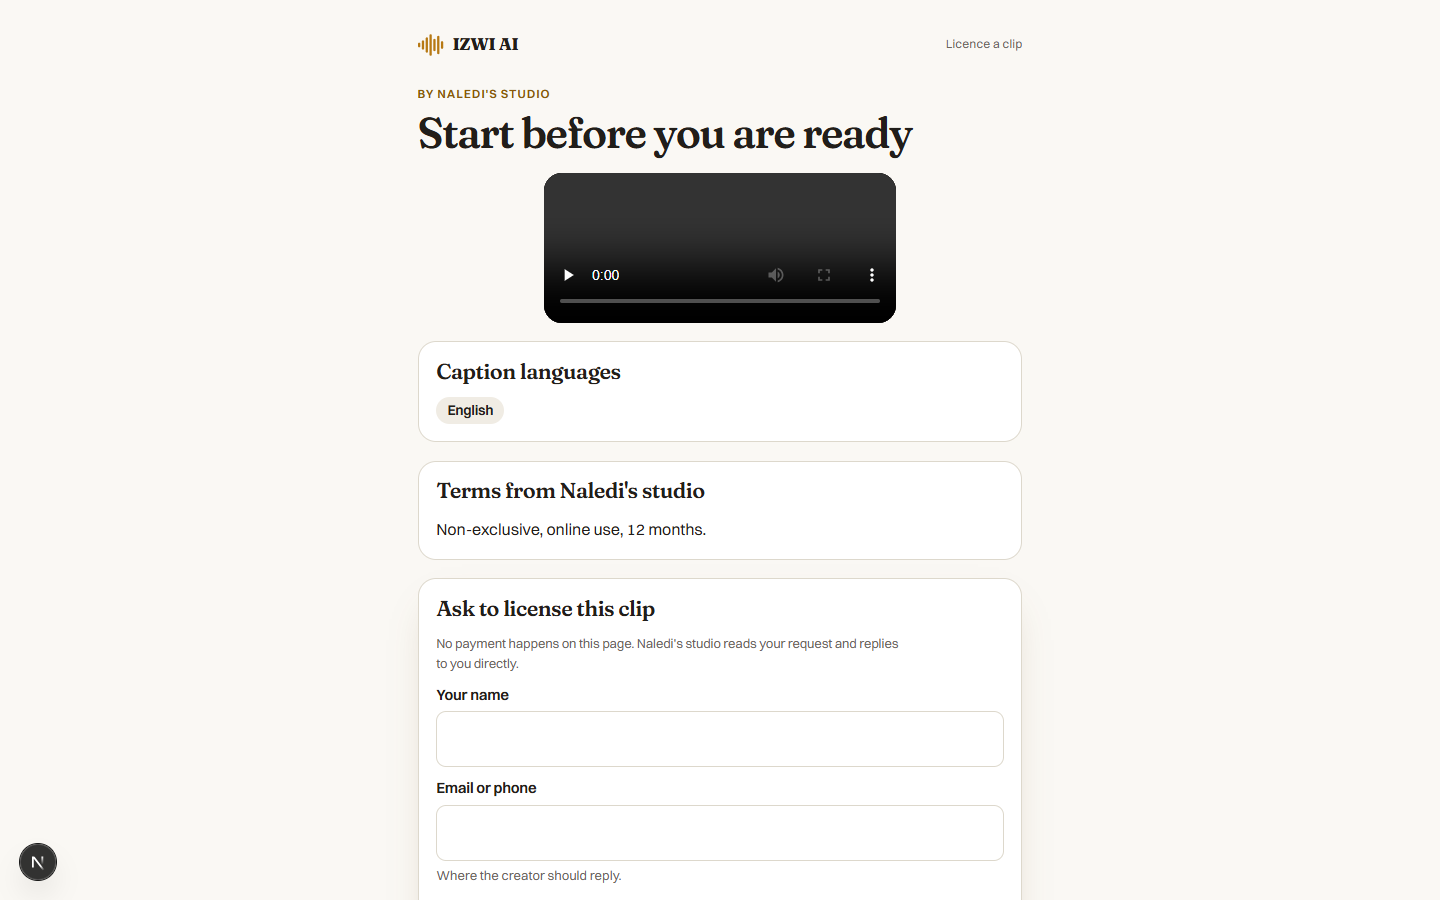 IZWI AI
Licence a clip
BY NALEDI'S STUDIO
Start before you are ready
0:00
Caption languages
English
Terms from Naledi's studio
Non-exclusive, online use, 12 months.
Ask to license this clip
No payment happens on this page. Naledi's studio reads your request and replies
to you directly.
Your name
Email or phone
Where the creator should reply.
N